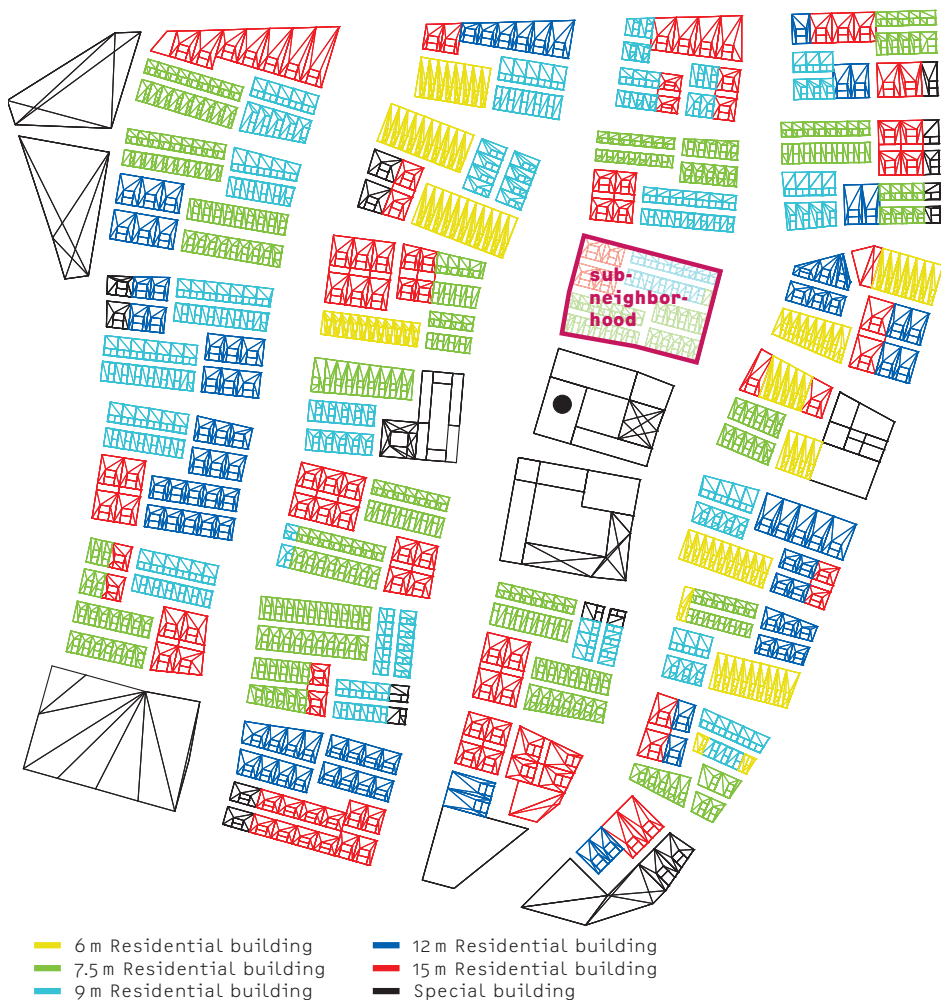 sub-
neighbor-
hood
6 m Residential building
7.5 m Residential building
9 m Residential building
12 m Residential building
15 m Residential building
Special building